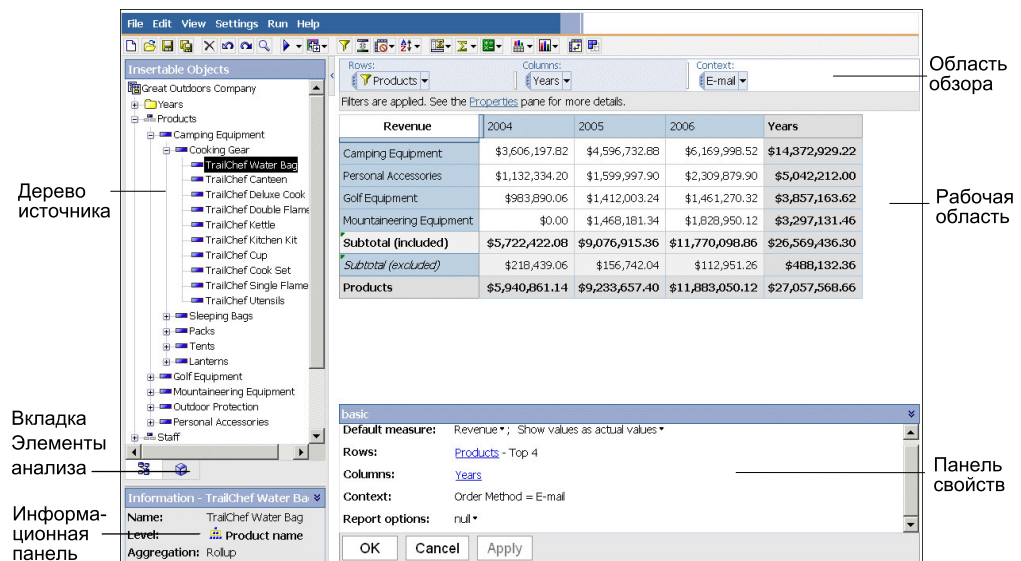 File Edit View Settings Run Help
Insertable Objects
Great Outdoors Company
Years
Products
Camping Equipment
Cooking Gear
TrailChef Water Bag
TrailChef Canteen
TrailChef Deluxe Cook
TrailChef Double Flame
TrailChef Kettle
TrailChef Kitchen Kit
TrailChef Cup
TrailChef Cook Set
TrailChef Single Flame
TrailChef Utensils
Sleeping Bags
Packs
Tents
Lanterns
Golf Equipment
Mountaineering Equipment
Outdoor Protection
Personal Accessories
Staff
Information - TrailChef Water Ba
Name: TrailChef Water Bag
Level: Product name
Aggregation: Rollup
Rows: Columns: Context:
Products Years E-mail
Filters are applied. See the Properties pane for more details.
Revenue 2004 2005 2006 Years
Camping Equipment $3,606,197.82 $4,596,732.88 $6,169,998.52 $14,372,929.22
Personal Accessories $1,132,334.20 $1,599,997.90 $2,309,879.90 $5,042,212.00
Golf Equipment $983,890.06 $1,412,003.24 $1,461,270.32 $3,857,163.62
Mountaineering Equipment $0.00 $1,468,181.34 $1,828,950.12 $3,297,131.46
Subtotal (included) $5,722,422.08 $9,076,915.36 $11,770,098.86 $26,569,436.30
Subtotal (excluded) $218,439.06 $156,742.04 $112,951.26 $488,132.36
Products $5,940,861.14 $9,233,657.40 $11,883,050.12 $27,057,568.66
basic
Default measure: Revenue ; Show values as actual values
Rows: Products - Top 4
Columns: Years
Context: Order Method = E-mail
Report options: null
OK Cancel Apply
Дерево
источника
Вкладка
Элементы
анализа
Информа-
ционная
панель
Область
обзора
Рабочая
область
Панель
свойств